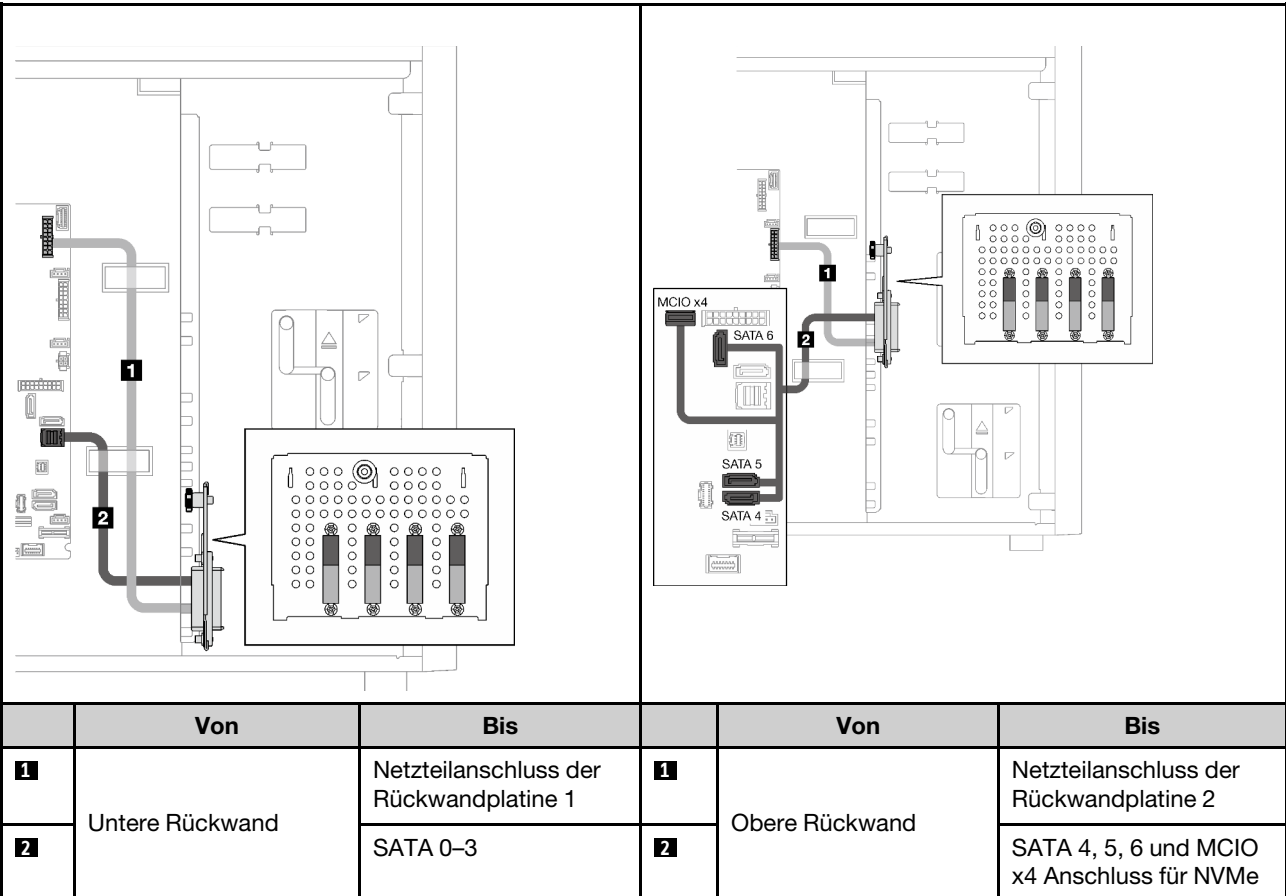 1
2
MCIO x4
SATA 6
1
2
SATA 5
SATA 4
Von
Bis
Von
Bis
1
Untere Rückwand
Netzteilanschluss der
Rückwandplatine 1
1
Obere Rückwand
Netzteilanschluss der
Rückwandplatine 2
2
SATA 0–3
2
SATA 4, 5, 6 und MCIO
x4 Anschluss für NVMe